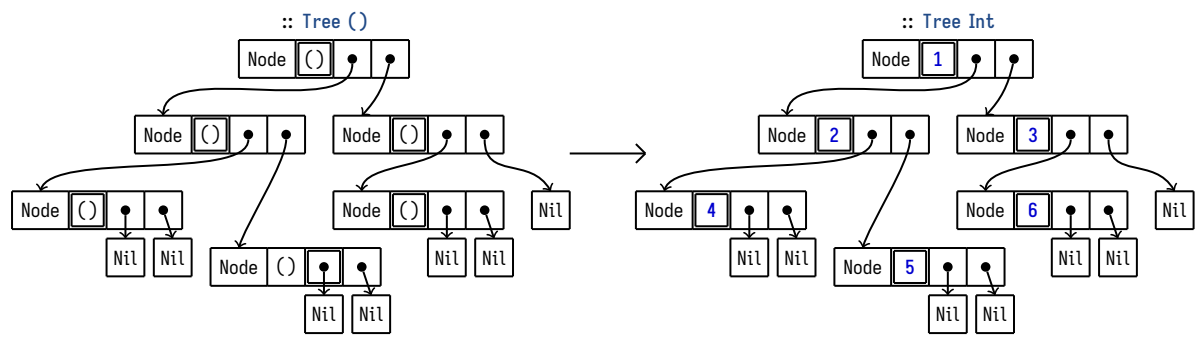 :: Tree () :: Tree Int
Node () Node 1
Node () Node () Node 2 Node 3
Node () Node () Nil Node 4 Node 6 Nil
Nil Nil Node () Nil Nil Nil Nil Node 5 Nil Nil
Nil Nil Nil Nil